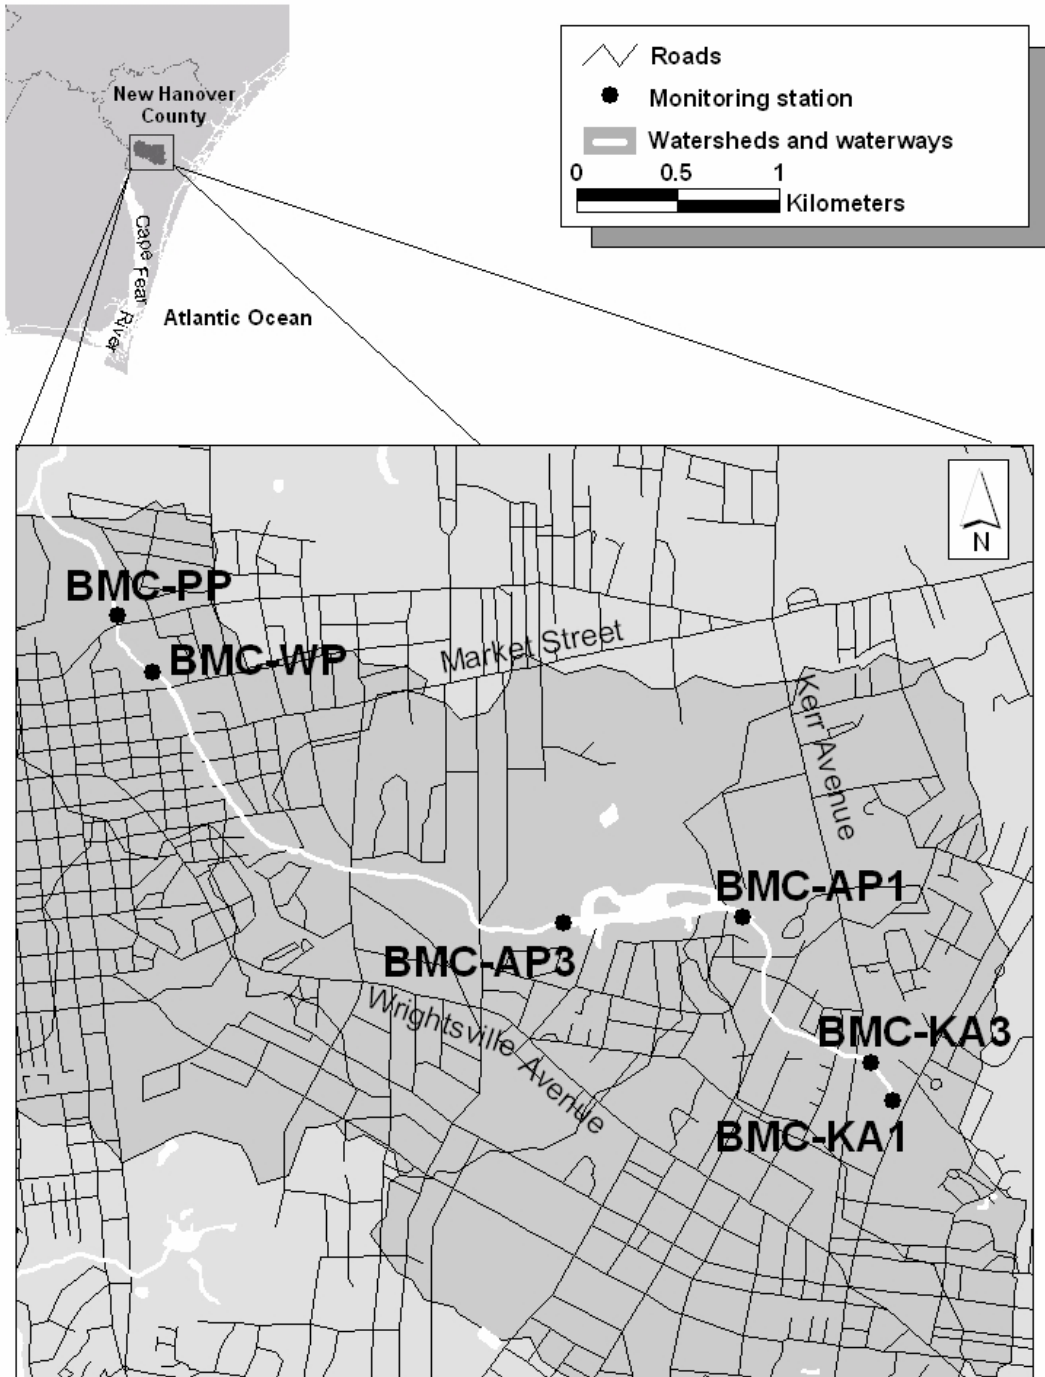 New Hanover
County
Cape Fear River
Atlantic Ocean
Roads
Monitoring station
Watersheds and waterways
0 0.5 1
Kilometers
N
BMC-PP
BMC-WP
Market Street
Kerr Avenue
BMC-AP1
BMC-AP3
Wrightsville Avenue
BMC-KA3
BMC-KA1